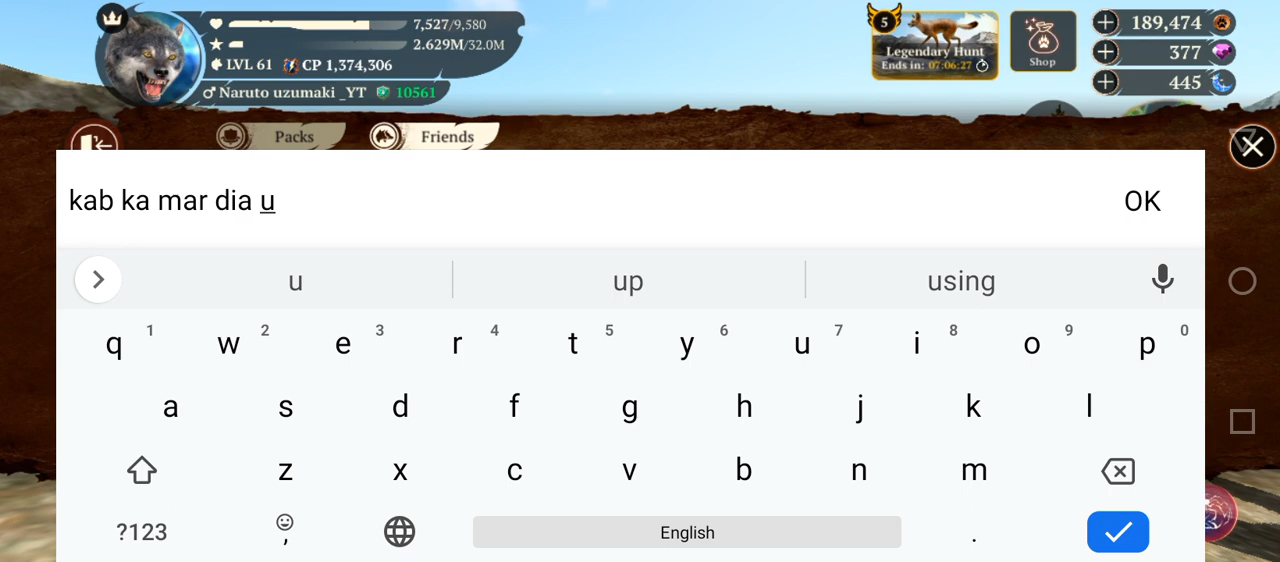 7,527/9,580
2.629M/32.0M
LVL 61 CP 1,374,306
Naruto uzumaki _YT 10561
5
Legendary Hunt
Ends in: 07:06:27
Shop
189,474
377
445
Packs
Friends
kab ka mar dia u
OK
u up using
1 2 3 4 5 6 7 8 9 0
q w e r t y u i o p
a s d f g h j k l
z x c v b n m
?123 , English .